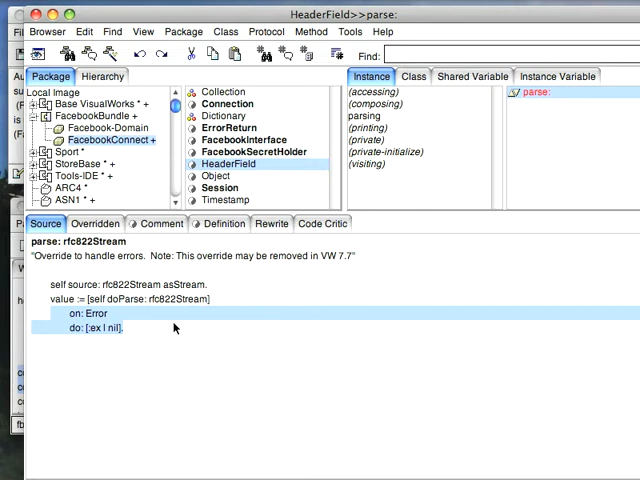 HeaderField>>parse:
Browser Edit Find View Package Class Protocol Method Tools Help
Find:
Package Hierarchy Instance Class Shared Variable Instance Variable
Local Image
Base VisualWorks * +
FacebookBundle +
Facebook-Domain
FacebookConnect +
Sport *
StoreBase * +
Tools-IDE * +
ARC4 *
ASN1 * +
Collection
Connection
Dictionary
ErrorReturn
FacebookInterface
FacebookSecretHolder
HeaderField
Object
Session
Timestamp
(accessing)
(composing)
parsing
(printing)
(private)
(private-initialize)
(visiting)
parse:
Source Overridden Comment Definition Rewrite Code Critic
parse: rfc822Stream
"Override to handle errors. Note: This override may be removed in VW 7.7"
self source: rfc822Stream asStream.
value := [self doParse: rfc822Stream]
on: Error
do: [:ex | nil].